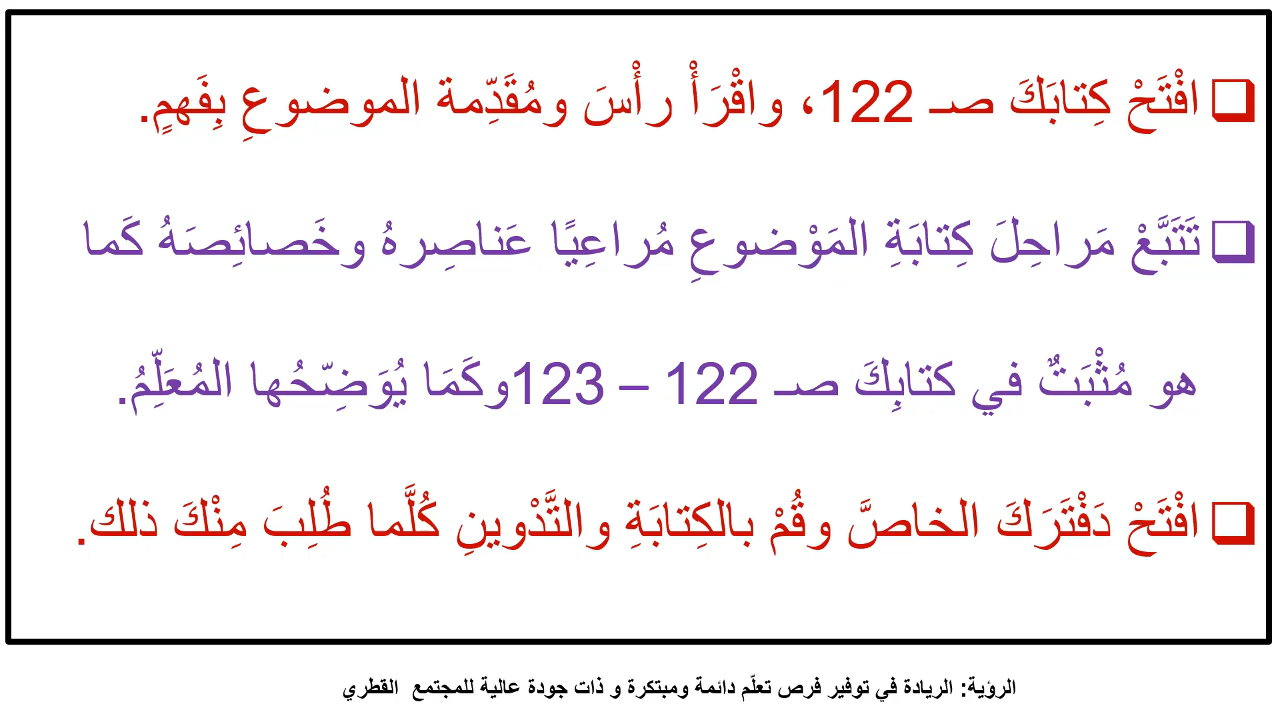 ❑ افْتَحْ كِتابَكَ صـ 122، واقْرَأْ رأْسَ ومُقَدِّمة الموضوعِ بِفَهمٍ.
❑ تَتَبَّعْ مَراحِلَ كِتابَةِ المَوْضوعِ مُراعِيًا عَناصِرهُ وخَصائِصَهُ كَما
هو مُثْبَتٌ في كتابِكَ صـ 122 – 123وكَمَا يُوَضِّحُها المُعَلِّمُ.
❑ افْتَحْ دَفْتَرَكَ الخاصَّ وقُمْ بالكِتابَةِ والتَّدْوينِ كُلَّما طُلِبَ مِنْكَ ذلك.
الرؤية: الريادة في توفير فرص تعلّم دائمة ومبتكرة و ذات جودة عالية للمجتمع القطري